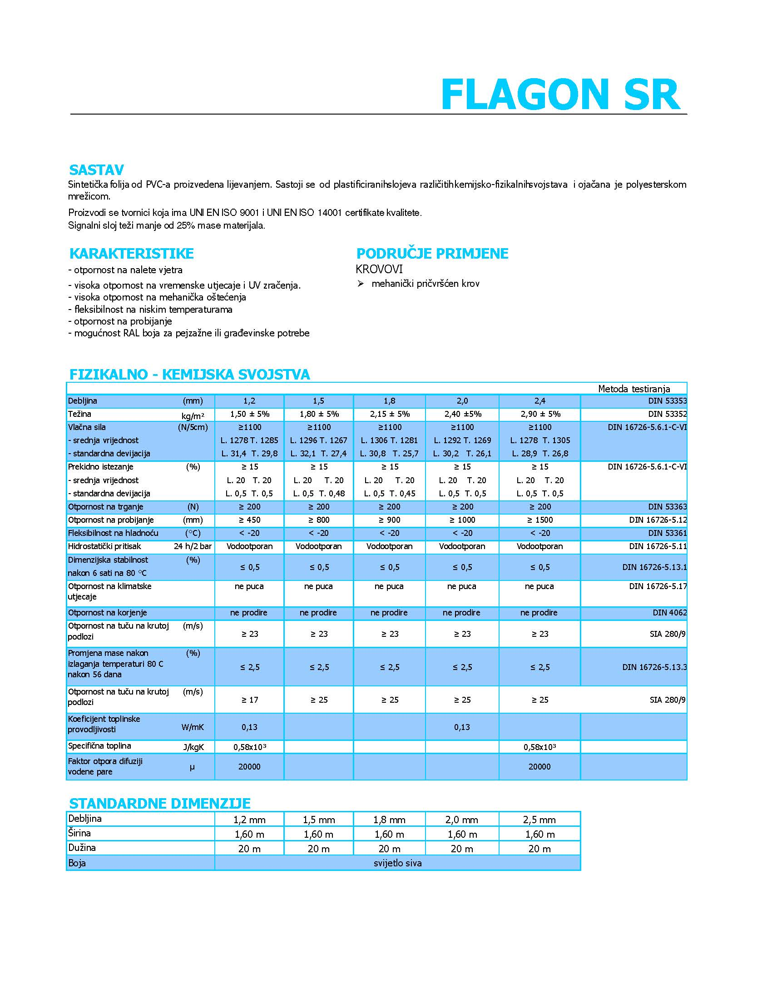 FLAGON SR
SASTAV
Sintetička folija od PVC-a proizvedena lijevanjem. Sastoji se od plastificiranihslojeva različitihkemijsko-fizikalnihsvojstava i ojačana je polyesterskom
mrežicom.
Proizvodi se tvornici koja ima UNI EN ISO 9001 i UNI EN ISO 14001 certifikate kvalitete.
Signalni sloj teži manje od 25% mase materijala.
KARAKTERISTIKE
- otpornost na nalete vjetra
- visoka otpornost na vremenske utjecaje i UV zračenja.
- visoka otpornost na mehanička oštećenja
- fleksibilnost na niskim temperaturama
- otpornost na probijanje
- mogućnost RAL boja za pejzažne ili građevinske potrebe
PODRUČJE PRIMJENE
KROVOVI
➢ mehanički pričvršćen krov
FIZIKALNO - KEMIJSKA SVOJSTVA
Metoda testiranja
Debljina (mm) 1,2 1,5 1,8 2,0 2,4 DIN 53353
Težina kg/m² 1,50 ± 5% 1,80 ± 5% 2,15 ± 5% 2,40 ±5% 2,90 ± 5% DIN 53352
Vlačna sila (N/5cm) ≥1100 ≥1100 ≥1100 ≥1100 ≥1100 DIN 16726-5.6.1-C-VI
- srednja vrijednost L. 1278 T. 1285 L. 1296 T. 1267 L. 1306 T. 1281 L. 1292 T. 1269 L. 1278 T. 1305
- standardna devijacija L. 31,4 T. 29,8 L. 32,1 T. 27,4 L. 30,8 T. 25,7 L. 30,2 T. 26,1 L. 28,9 T. 26,8
Prekidno istezanje (%) ≥ 15 ≥ 15 ≥ 15 ≥ 15 ≥ 15 DIN 16726-5.6.1-C-VI
- srednja vrijednost L. 20 T. 20 L. 20 T. 20 L. 20 T. 20 L. 20 T. 20 L. 20 T. 20
- standardna devijacija L. 0,5 T. 0,5 L. 0,5 T. 0,48 L. 0,5 T. 0,45 L. 0,5 T. 0,5 L. 0,5 T. 0,5
Otpornost na trganje (N) ≥ 200 ≥ 200 ≥ 200 ≥ 200 ≥ 200 DIN 53363
Otpornost na probijanje (mm) ≥ 450 ≥ 800 ≥ 900 ≥ 1000 ≥ 1500 DIN 16726-5.12
Fleksibilnost na hladnoću (°C) < -20 < -20 < -20 < -20 < -20 DIN 53361
Hidrostatički pritisak 24 h/2 bar Vodootporan Vodootporan Vodootporan Vodootporan Vodootporan DIN 16726-5.11
Dimenzijska stabilnost (%)
nakon 6 sati na 80 °C ≤ 0,5 ≤ 0,5 ≤ 0,5 ≤ 0,5 ≤ 0,5 DIN 16726-5.13.1
Otpornost na klimatske ne puca ne puca ne puca ne puca ne puca DIN 16726-5.17
utjecaje
Otpornost na korjenje ne prodire ne prodire ne prodire ne prodire ne prodire DIN 4062
Otpornost na tuču na krutoj (m/s)
podlozi ≥ 23 ≥ 23 ≥ 23 ≥ 23 ≥ 23 SIA 280/9
Promjena mase nakon (%)
izlaganja temperaturi 80 C ≤ 2,5 ≤ 2,5 ≤ 2,5 ≤ 2,5 ≤ 2,5 DIN 16726-5.13.3
nakon 56 dana
Otpornost na tuču na krutoj (m/s)
podlozi ≥ 17 ≥ 25 ≥ 25 ≥ 25 ≥ 25 SIA 280/9
Koeficijent toplinske
provodljivosti W/mK 0,13 0,13
Specifična toplina J/kgK 0,58x10³ 0,58x10³
Faktor otpora difuziji
vodene pare µ 20000 20000
STANDARDNE DIMENZIJE
Debljina 1,2 mm 1,5 mm 1,8 mm 2,0 mm 2,5 mm
Širina 1,60 m 1,60 m 1,60 m 1,60 m 1,60 m
Dužina 20 m 20 m 20 m 20 m 20 m
Boja svijetlo siva